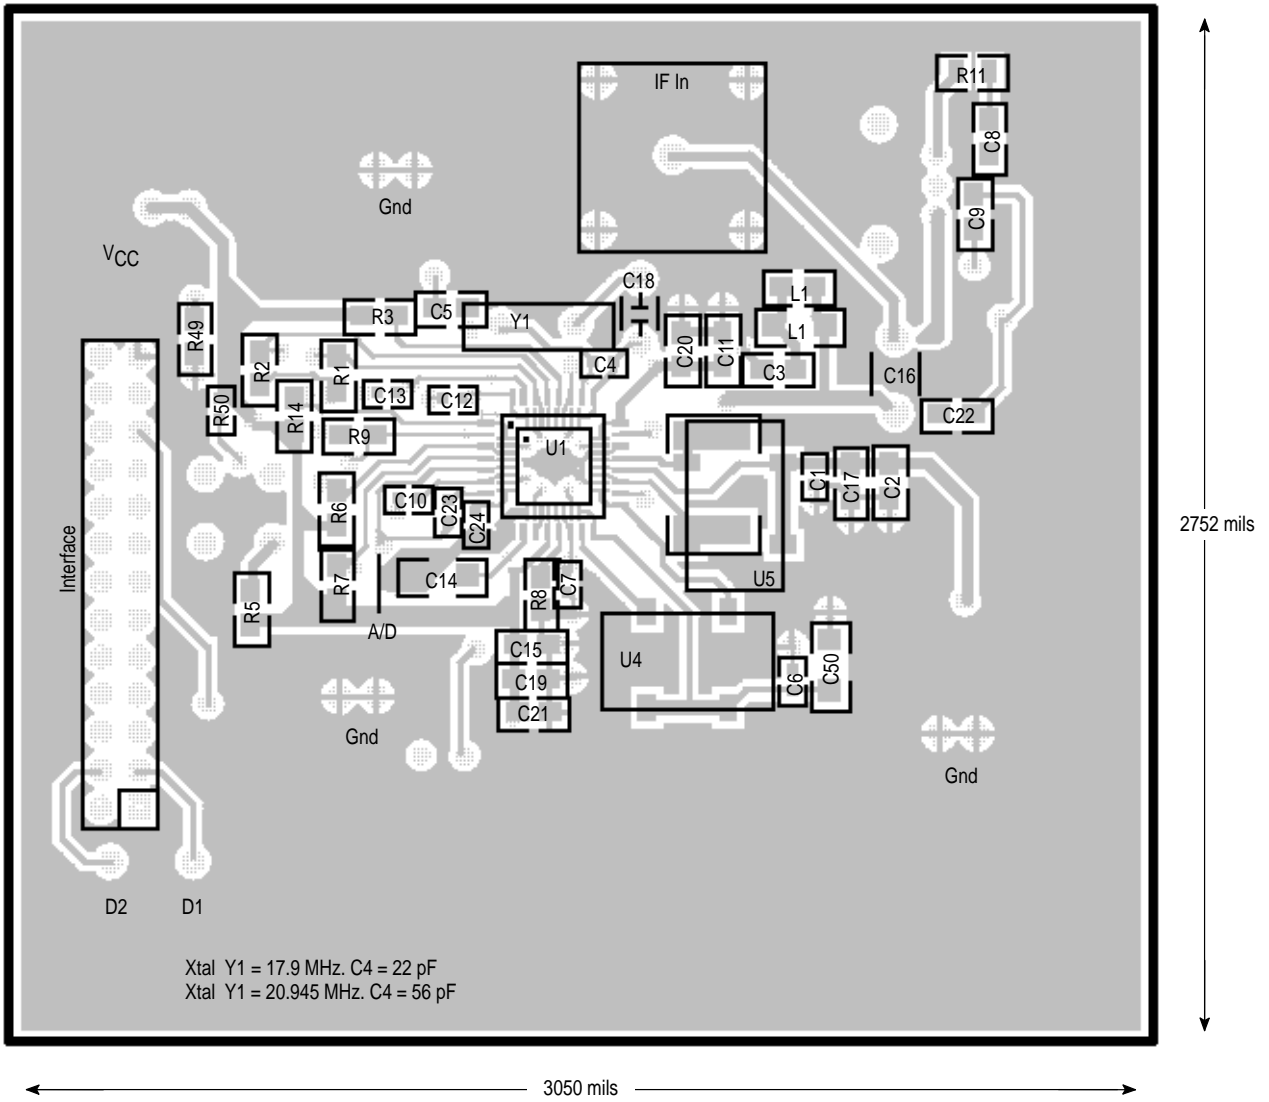 IF In
R11
C8
Gnd
C9
VCC
C18
L1
R3
C5
Y1
L1
R49
R2
R1
C4
C20
C11
C3
C16
C13
C12
R50
R14
C22
R9
U1
C1
C17
C2
C10
C23
R6
C24
2752 mils
Interface
R7
C14
R8
C7
U5
R5
A/D
C15
U4
C6
C50
C19
C21
Gnd
Gnd
D2
D1
Xtal Y1 = 17.9 MHz. C4 = 22 pF
Xtal Y1 = 20.945 MHz. C4 = 56 pF
3050 mils